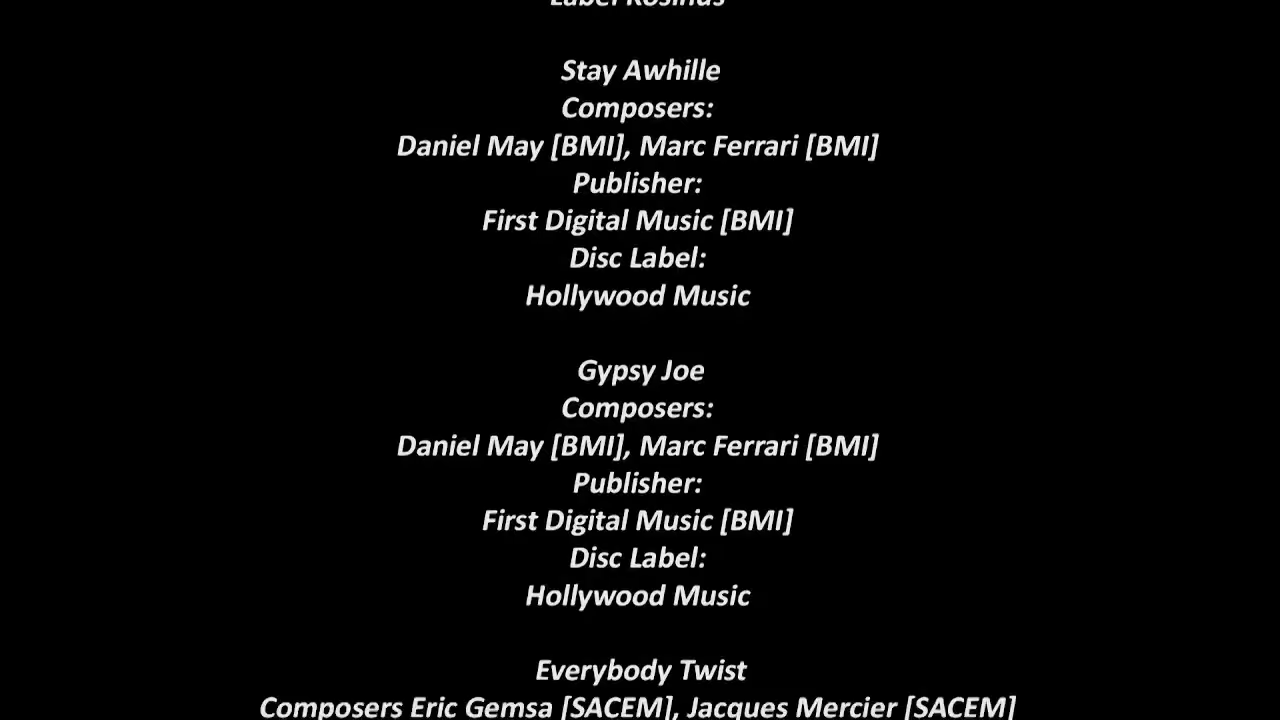 Label Kosinus
Stay Awhille
Composers:
Daniel May [BMI], Marc Ferrari [BMI]
Publisher:
First Digital Music [BMI]
Disc Label:
Hollywood Music
Gypsy Joe
Composers:
Daniel May [BMI], Marc Ferrari [BMI]
Publisher:
First Digital Music [BMI]
Disc Label:
Hollywood Music
Everybody Twist
Composers Eric Gemsa [SACEM], Jacques Mercier [SACEM]